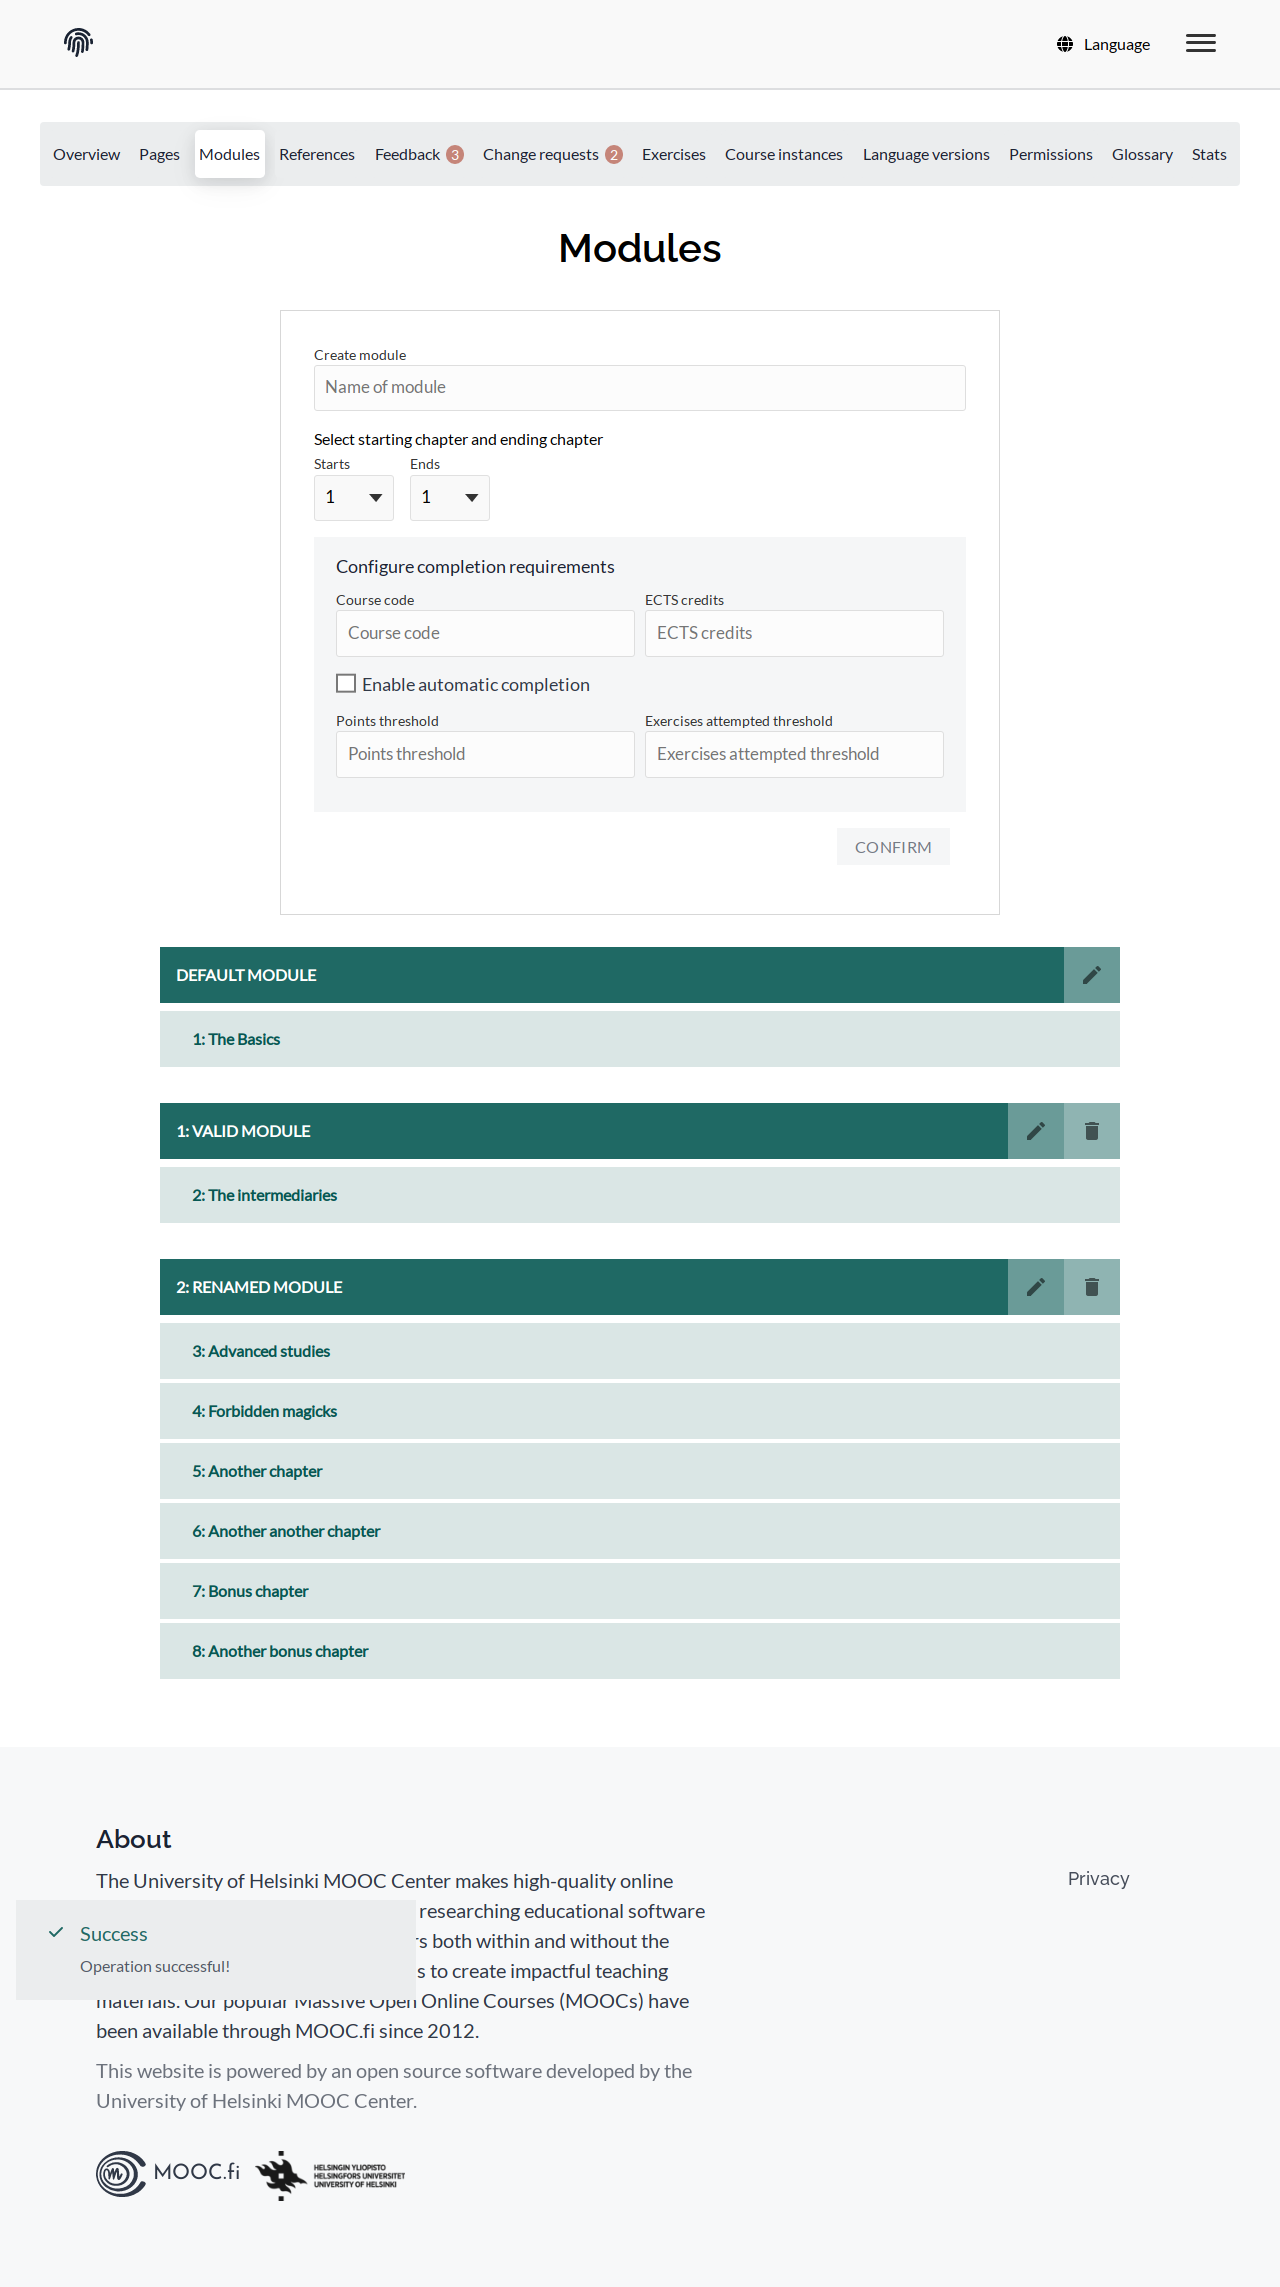 Language
Overview Pages Modules References Feedback 3 Change requests 2 Exercises Course instances Language versions Permissions Glossary Stats
Modules
Create module
Name of module
Select starting chapter and ending chapter
Starts Ends
1 1
Configure completion requirements
Course code ECTS credits
Course code ECTS credits
Enable automatic completion
Points threshold Exercises attempted threshold
Points threshold Exercises attempted threshold
CONFIRM
DEFAULT MODULE
1: The Basics
1: VALID MODULE
2: The intermediaries
2: RENAMED MODULE
3: Advanced studies
4: Forbidden magicks
5: Another chapter
6: Another another chapter
7: Bonus chapter
8: Another bonus chapter
About
The University of Helsinki MOOC Center makes high-quality online
researching educational software
both within and without the
to create impactful teaching
materials. Our popular Massive Open Online Courses (MOOCs) have
been available through MOOC.fi since 2012.
This website is powered by an open source software developed by the
University of Helsinki MOOC Center.
Privacy
Success
Operation successful!
MOOC.fi
HELSINGIN YLIOPISTO
HELSINGFORS UNIVERSITET
UNIVERSITY OF HELSINKI